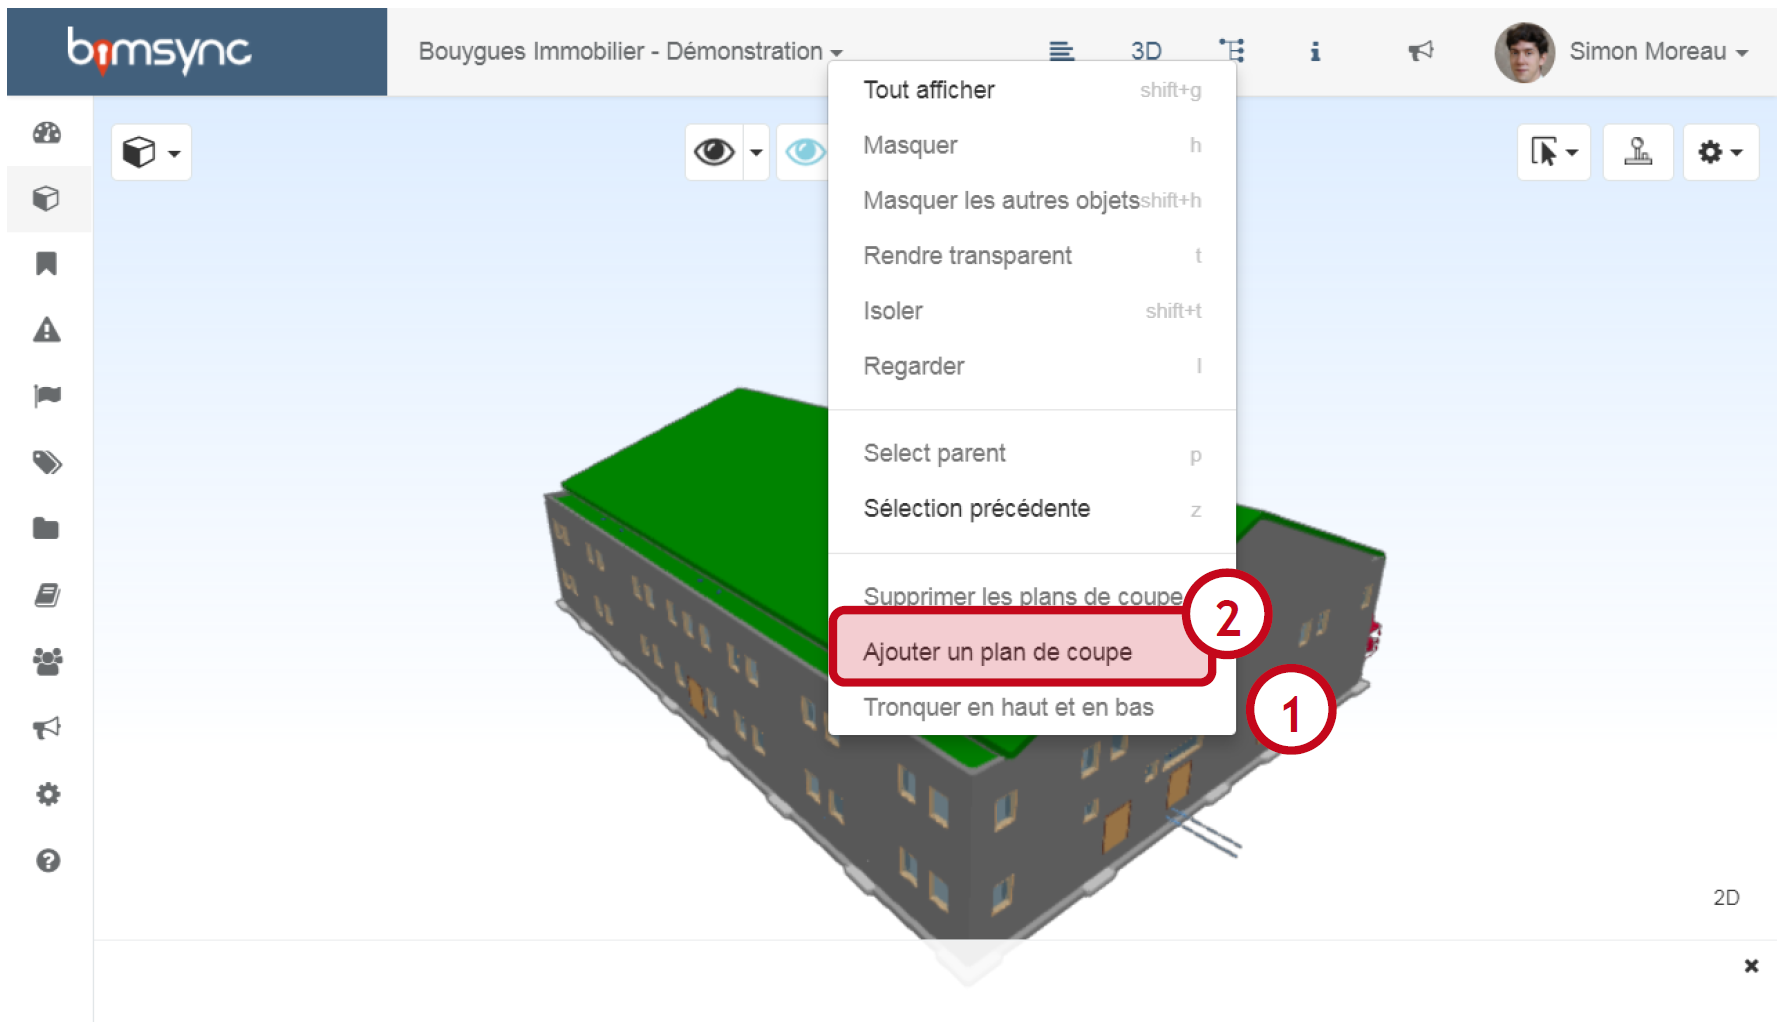 bimsync
Bouygues Immobilier - Démonstration
3D
i
Simon Moreau
Tout afficher shift+g
Masquer h
Masquer les autres objets shift+h
Rendre transparent t
Isoler shift+t
Regarder l
Select parent p
Sélection précédente z
Supprimer les plans de coupe
2
Ajouter un plan de coupe
Tronquer en haut et en bas
1
2D